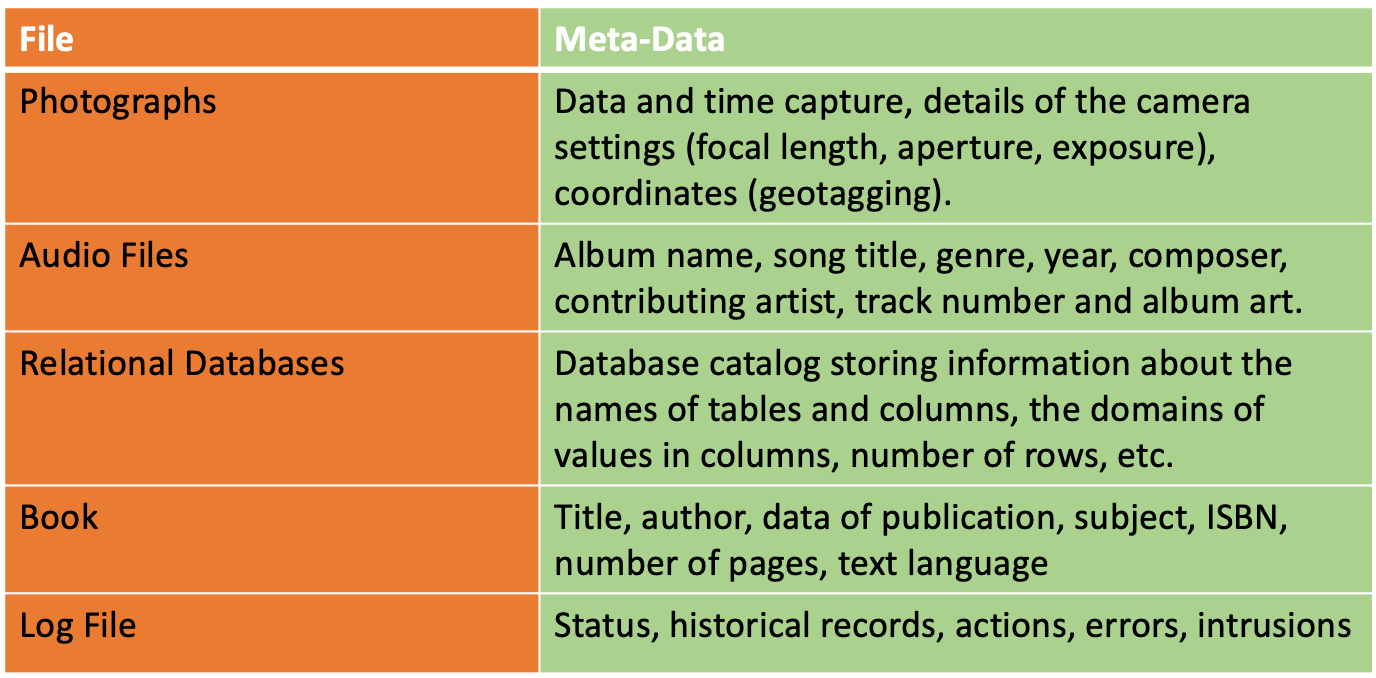 File
Meta-Data
Photographs
Data and time capture, details of the camera
settings (focal length, aperture, exposure),
coordinates (geotagging).
Audio Files
Album name, song title, genre, year, composer,
contributing artist, track number and album art.
Relational Databases
Database catalog storing information about the
names of tables and columns, the domains of
values in columns, number of rows, etc.
Book
Title, author, data of publication, subject, ISBN,
number of pages, text language
Log File
Status, historical records, actions, errors, intrusions